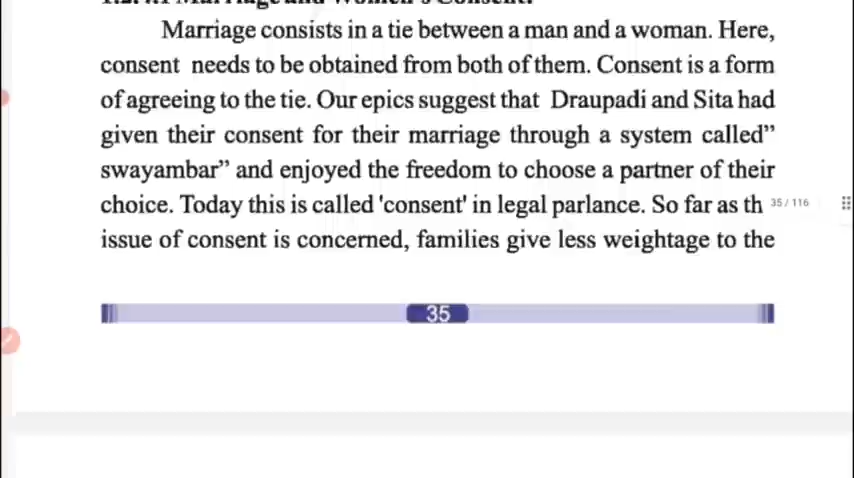 Marriage consists in a tie between a man and a woman. Here,
consent needs to be obtained from both of them. Consent is a form
of agreeing to the tie. Our epics suggest that Draupadi and Sita had
given their consent for their marriage through a system called”
swayambar” and enjoyed the freedom to choose a partner of their
choice. Today this is called 'consent' in legal parlance. So far as th
35 / 116
issue of consent is concerned, families give less weightage to the
35